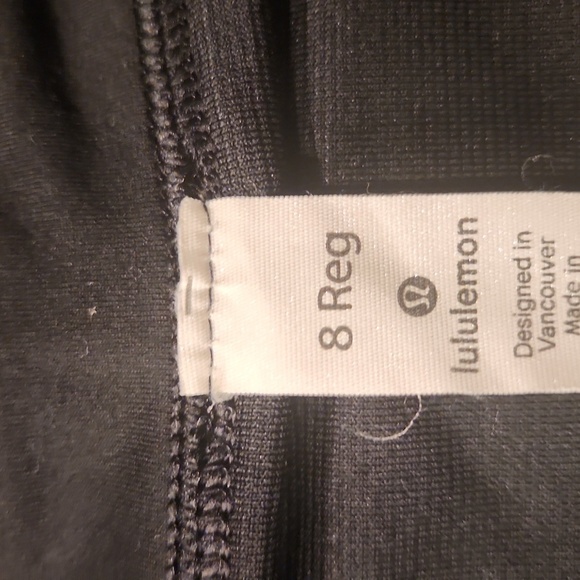 8 Reg
lululemon
Designed in
Vancouver
Made in